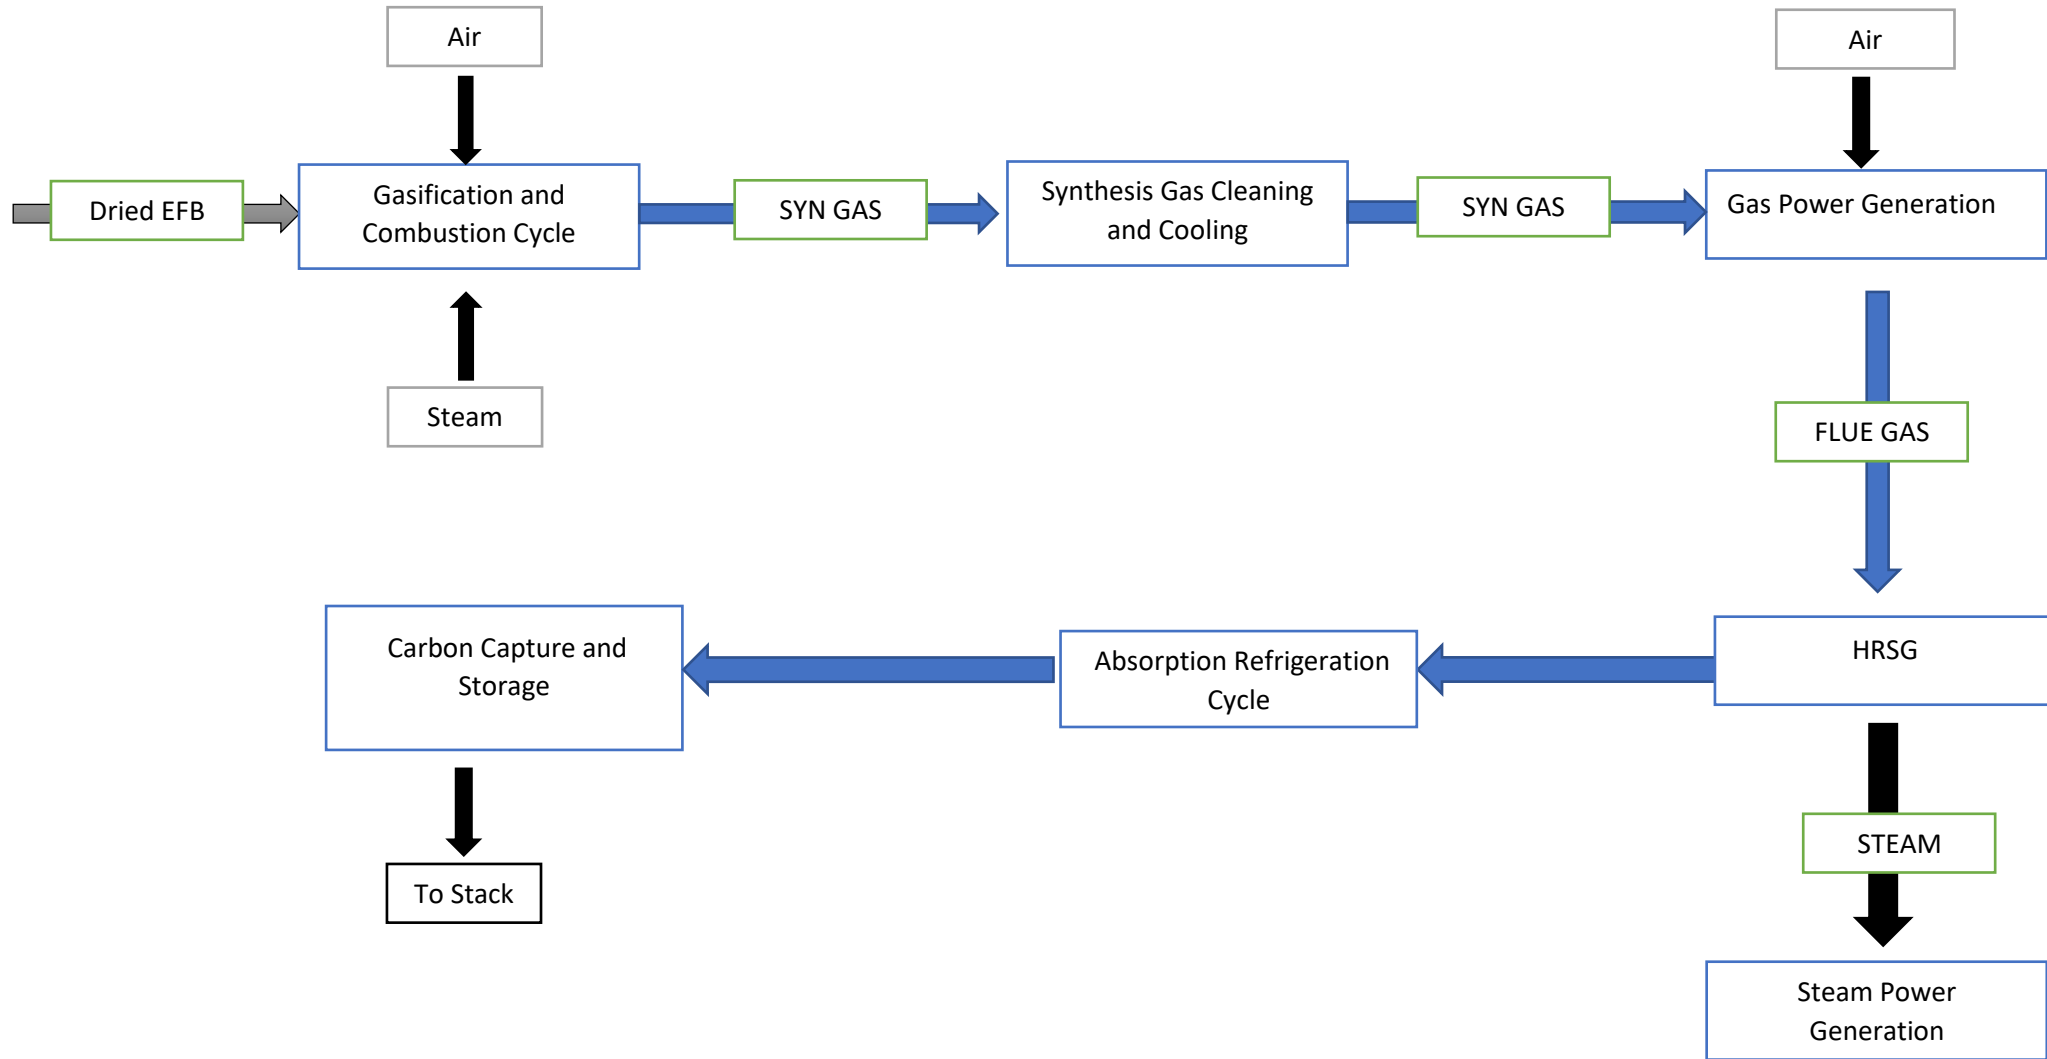 Air
Air
Dried EFB
Gasification and
Combustion Cycle
SYN GAS
Synthesis Gas Cleaning
and Cooling
SYN GAS
Gas Power Generation
Steam
FLUE GAS
Carbon Capture and
Storage
Absorption Refrigeration
Cycle
HRSG
To Stack
STEAM
Steam Power
Generation